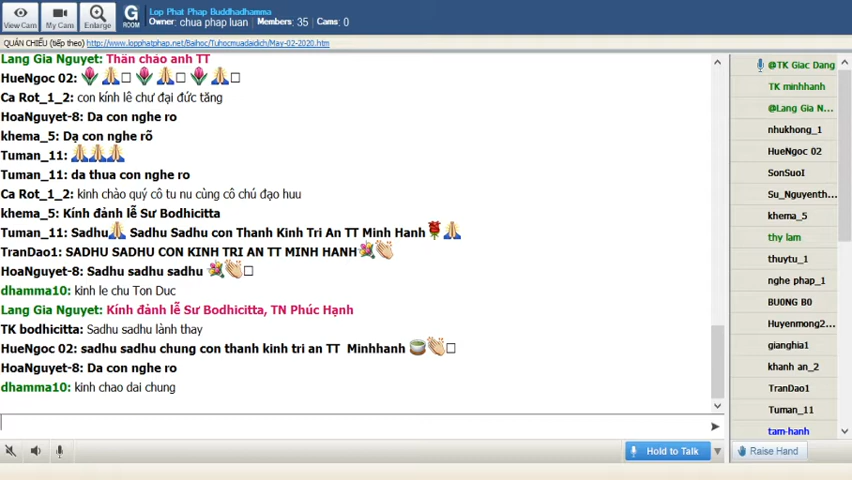 View Cam
My Cam
Enlarge
G
ROOM
Lop Phat Phap Buddhadhamma
Owner: chua phap luan Members: 35 Cams: 0
QUÁN CHIẾU (tiếp theo) http://www.lopphatphap.net/Baihoc/Tuhocmuadaidich/May-02-2020.htm
Lang Gia Nguyet: Thân chào anh TT
HueNgoc 02: 🌷🙏□ 🌷🙏□ 🌷🙏□
Ca Rot_1_2: con kính lễ chư đại đức tăng
HoaNguyet-8: Da con nghe ro
khema_5: Dạ con nghe rõ
Tuman_11: 🙏🙏🙏
Tuman_11: da thua con nghe ro
Ca Rot_1_2: kinh chào quý cô tu nu cùng cô chú đạo huu
khema_5: Kính đảnh lễ Sư Bodhicitta
Tuman_11: Sadhu🙏 Sadhu Sadhu con Thanh Kinh Tri An TT Minh Hanh🌹🙏
TranDao1: SADHU SADHU CON KINH TRI AN TT MINH HANH💐👏
HoaNguyet-8: Sadhu sadhu sadhu 💐👏□
dhamma10: kinh le chu Ton Duc
Lang Gia Nguyet: Kính đảnh lễ Sư Bodhicitta, TN Phúc Hạnh
TK bodhicitta: Sadhu sadhu lành thay
HueNgoc 02: sadhu sadhu chung con thanh kinh tri an TT Minhhanh 🍵👏□
HoaNguyet-8: Da con nghe ro
dhamma10: kinh chao dai chung
Hold to Talk
@TK Giac Dang
TK minhhanh
@Lang Gia N...
nhukhong_1
HueNgoc 02
SonSuoI
Su_Nguyenth...
khema_5
thy lam
thuytu_1
nghe phap_1
BU0NG B0
Huyenmong2...
gianghia1
khanh an_2
TranDao1
Tuman_11
tam-hanh
Raise Hand